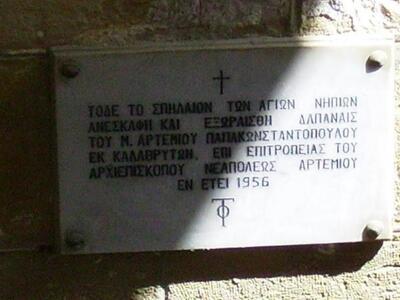 ΤΟΔΕ ΤΟ ΣΠΗΛΑΙΟΝ ΤΩΝ ΑΓΙΩΝ ΝΗΠΙΩΝ
ΑΝΕΣΚΑΦΗ ΚΑΙ ΕΞΩΡΑΙΣΘΗ ΔΑΠΑΝΑΙΣ
ΤΟΥ Μ. ΑΡΤΕΜΙΟΥ ΠΑΠΑΚΩΝΣΤΑΝΤΟΠΟΥΛΟΥ
ΕΚ ΚΑΛΑΒΡΥΤΩΝ, ΕΠΙ ΕΠΙΤΡΟΠΕΙΑΣ ΤΟΥ
ΑΡΧΙΕΠΙΣΚΟΠΟΥ ΝΕΑΠΟΛΕΩΣ ΑΡΤΕΜΙΟΥ
ΕΝ ΕΤΕΙ 1956